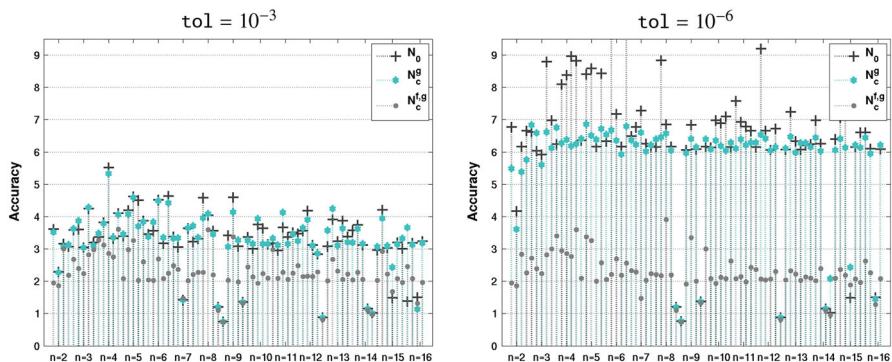 tol = 10⁻³
tol = 10⁻⁶
9
8
7
6
5
4
3
2
1
0
Accuracy
N₀
N_c^g
N_c^{f,g}
n=2 n=3 n=4 n=5 n=6 n=7 n=8 n=9 n=10 n=11 n=12 n=13 n=14 n=15 n=16
9
8
7
6
5
4
3
2
1
0
Accuracy
N₀
N_c^g
N_c^{f,g}
n=2 n=3 n=4 n=5 n=6 n=7 n=8 n=9 n=10 n=11 n=12 n=13 n=14 n=15 n=16